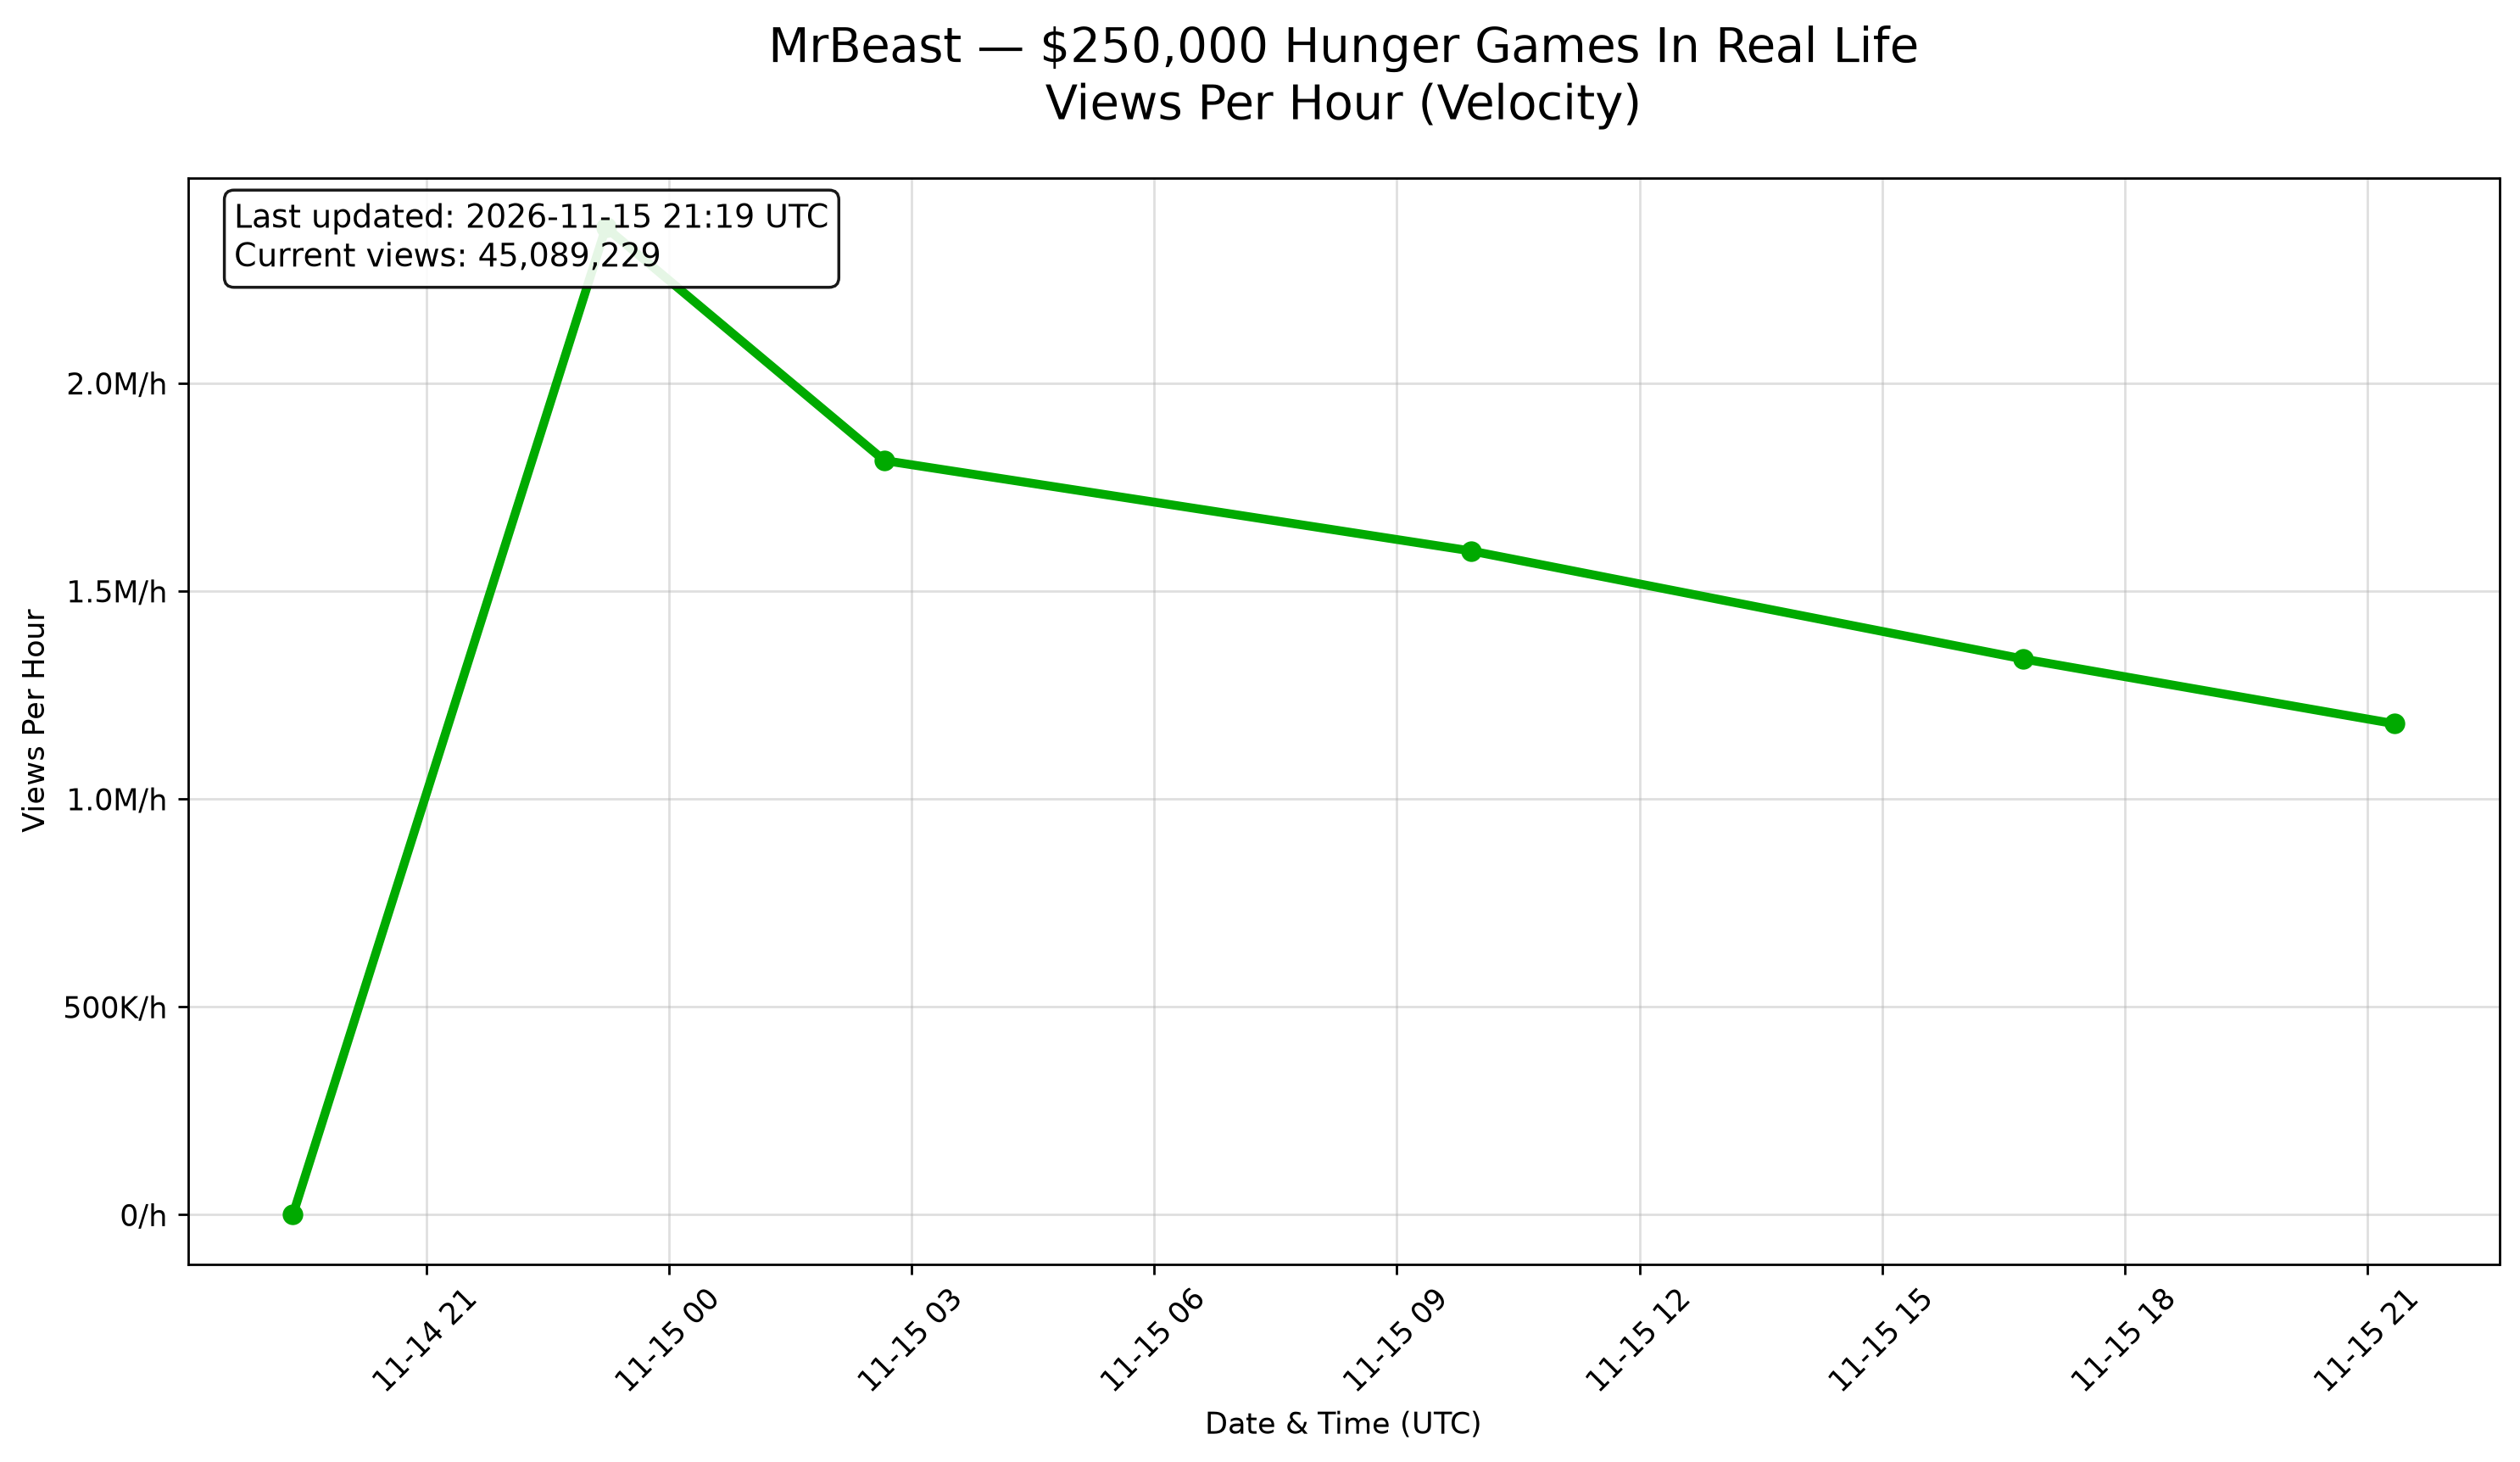 MrBeast — $250,000 Hunger Games In Real Life
Views Per Hour (Velocity)
Last updated: 2026-11-15 21:19 UTC
Current views: 45,089,229
2.0M/h
1.5M/h
1.0M/h
500K/h
0/h
Views Per Hour
11-14 21
11-15 00
11-15 03
11-15 06
11-15 09
11-15 12
11-15 15
11-15 18
11-15 21
Date & Time (UTC)